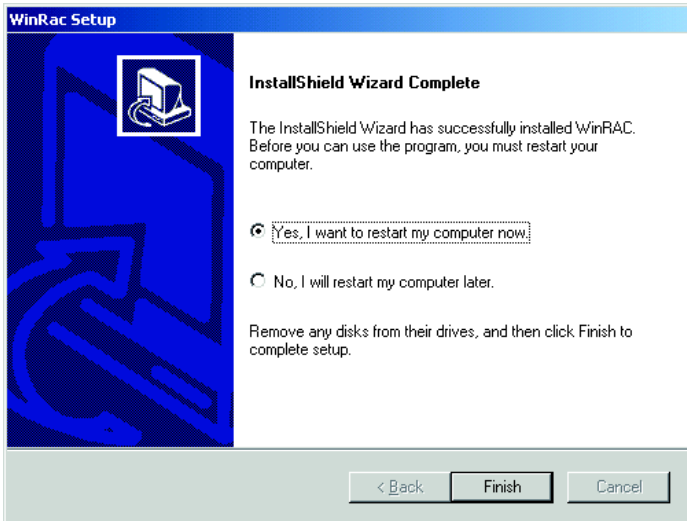 WinRac Setup
InstallShield Wizard Complete
The InstallShield Wizard has successfully installed WinRAC.
Before you can use the program, you must restart your
computer.
Yes, I want to restart my computer now.
No, I will restart my computer later.
Remove any disks from their drives, and then click Finish to
complete setup.
< Back Finish Cancel